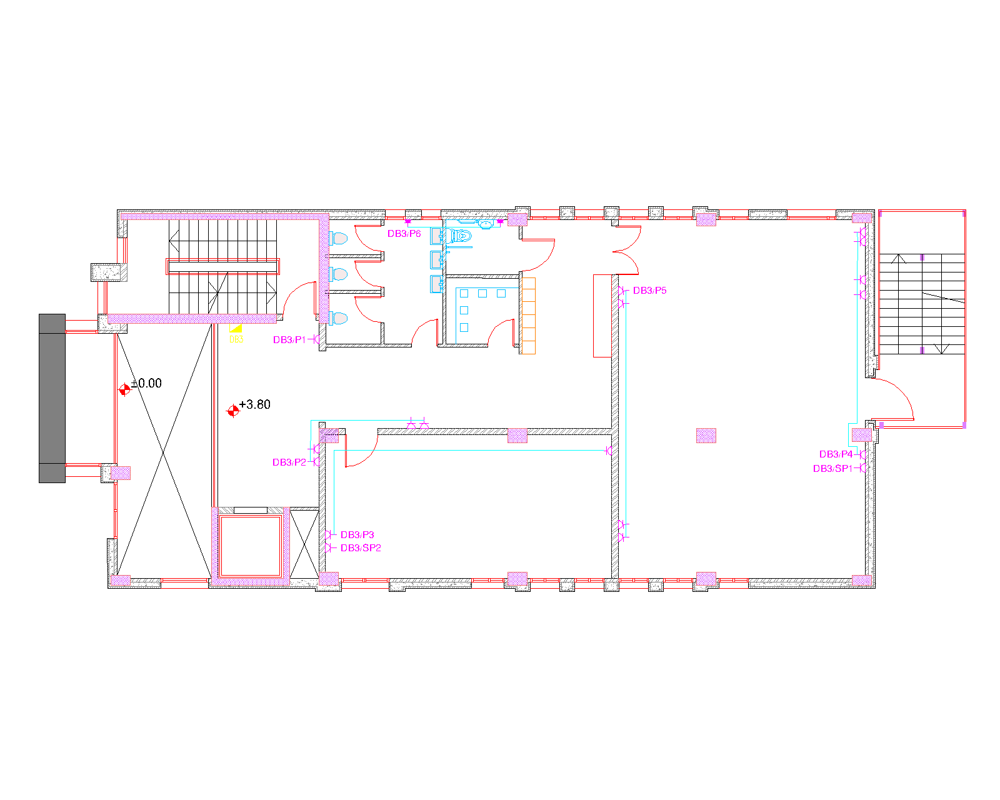 DB3/P6
DB3/P5
DB3
DB3/P1
±0.00
+3.80
DB3/P2
DB3/P4
DB3/SP1
DB3/P3
DB3/SP2